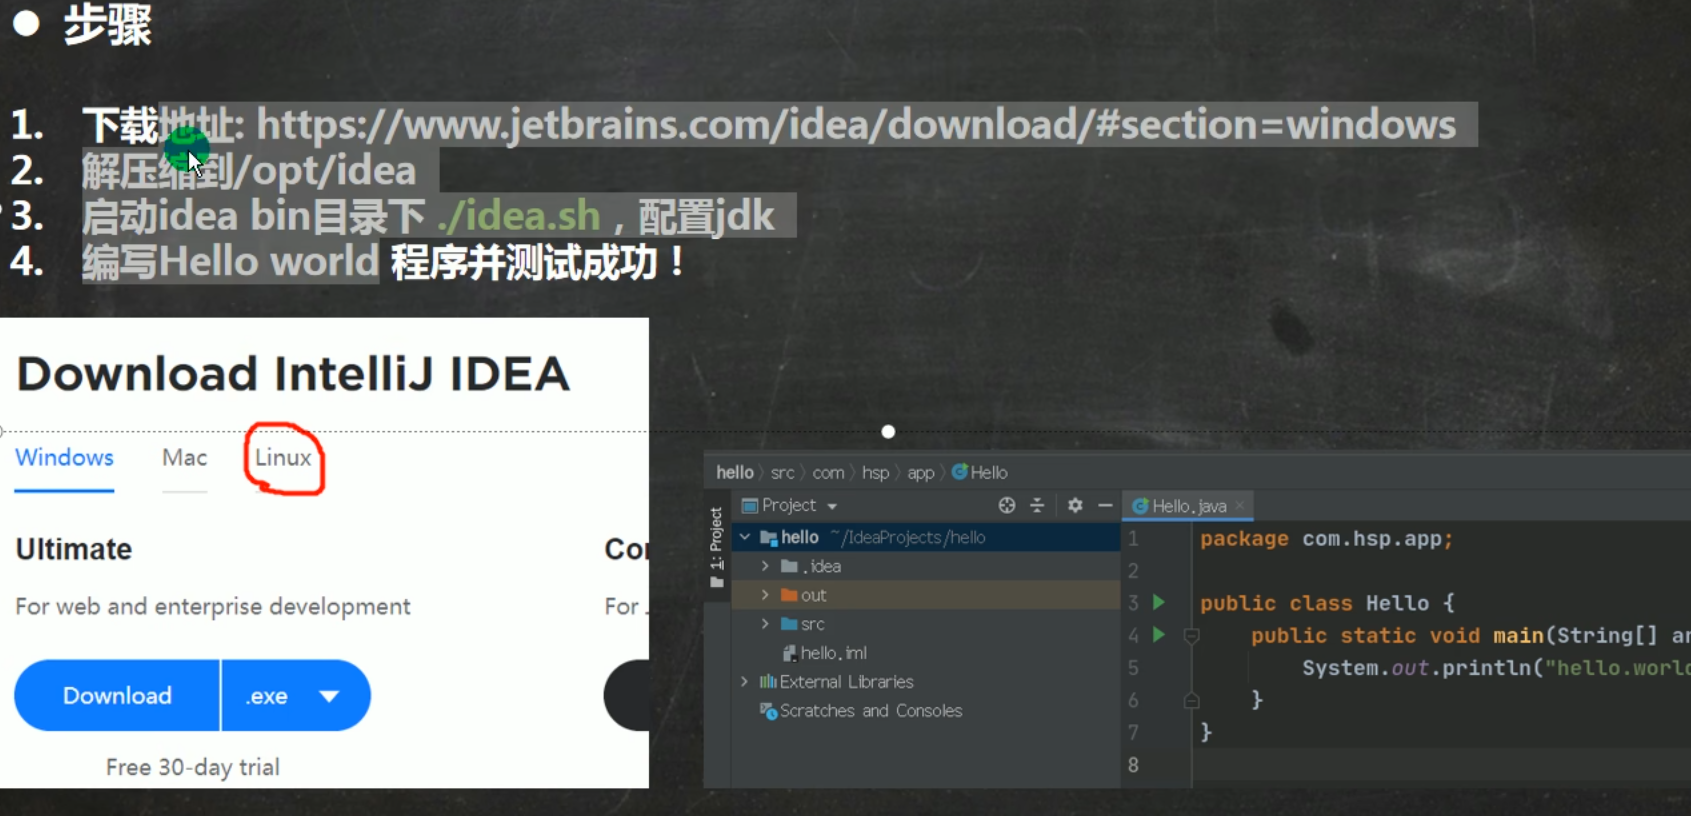 ● 步骤
1. 下载地址: https://www.jetbrains.com/idea/download/#section=windows
2. 解压缩到/opt/idea
3. 启动idea bin目录下 ./idea.sh，配置jdk
4. 编写Hello world 程序并测试成功！
Download IntelliJ IDEA
Windows Mac Linux
Ultimate
For web and enterprise development For
Download .exe
Free 30-day trial
hello 〉 src 〉 com 〉 hsp 〉 app 〉 Hello
1: Project
Project
hello ~/IdeaProjects/hello
.idea
out
src
hello.iml
External Libraries
Scratches and Consoles
Hello.java ×
1 package com.hsp.app;
2
3 public class Hello {
4 public static void main(String[]
5 System.out.println("hello.worl
6 }
7 }
8